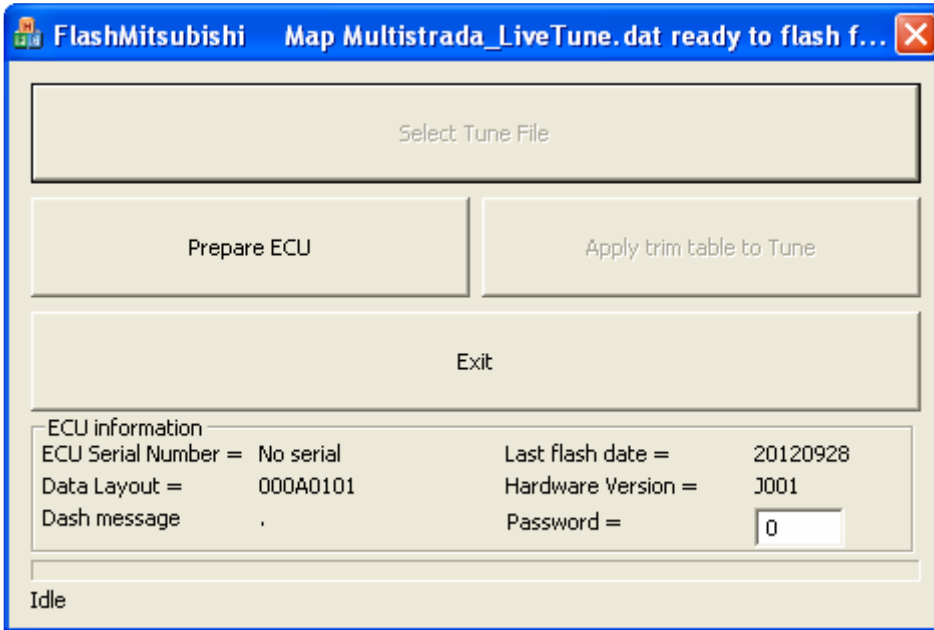 FlashMitsubishi Map Multistrada_LiveTune.dat ready to flash f...
Select Tune File
Prepare ECU
Apply trim table to Tune
Exit
ECU information
ECU Serial Number = No serial
Last flash date = 20120928
Data Layout = 000A0101
Hardware Version = J001
Dash message .
Password = 0
Idle